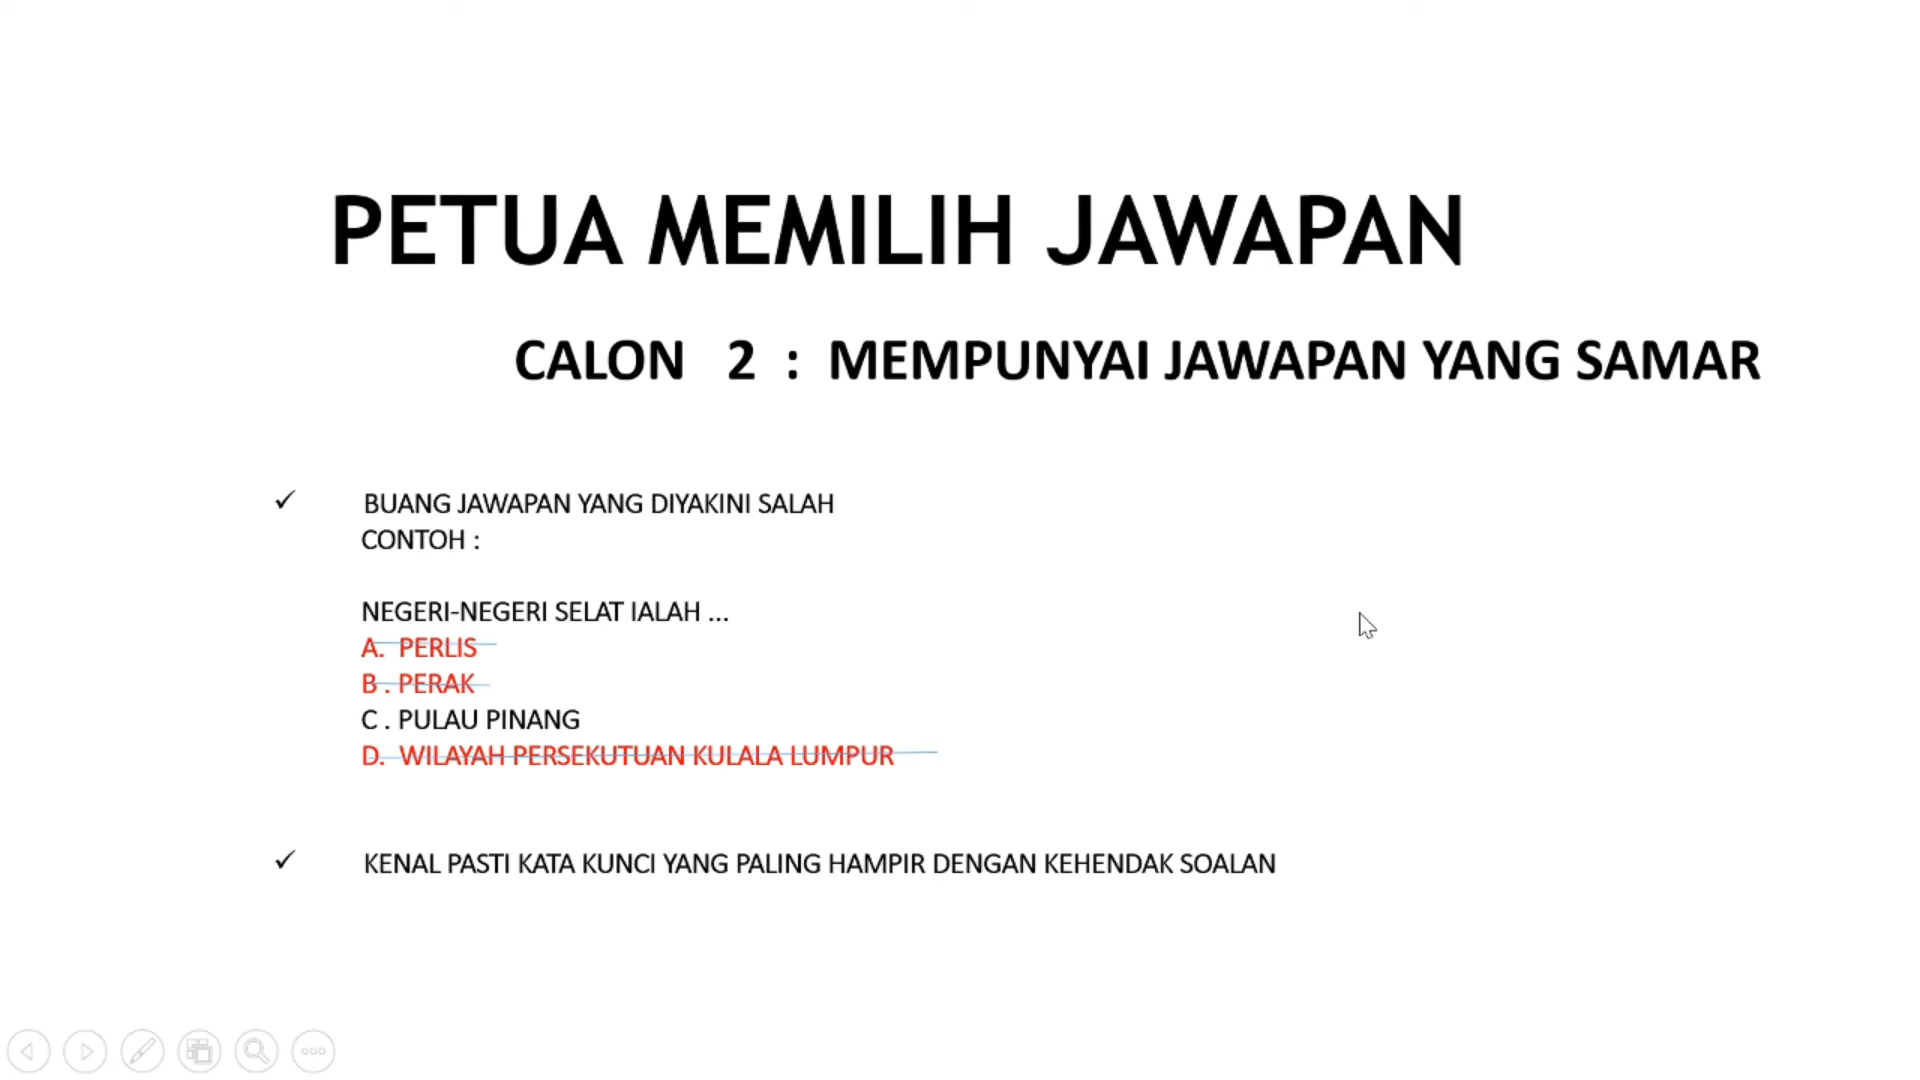 PETUA MEMILIH JAWAPAN
CALON 2 : MEMPUNYAI JAWAPAN YANG SAMAR
✓ BUANG JAWAPAN YANG DIYAKINI SALAH
CONTOH :
NEGERI-NEGERI SELAT IALAH ...
A. PERLIS
B . PERAK
C . PULAU PINANG
D. WILAYAH PERSEKUTUAN KULALA LUMPUR
✓ KENAL PASTI KATA KUNCI YANG PALING HAMPIR DENGAN KEHENDAK SOALAN